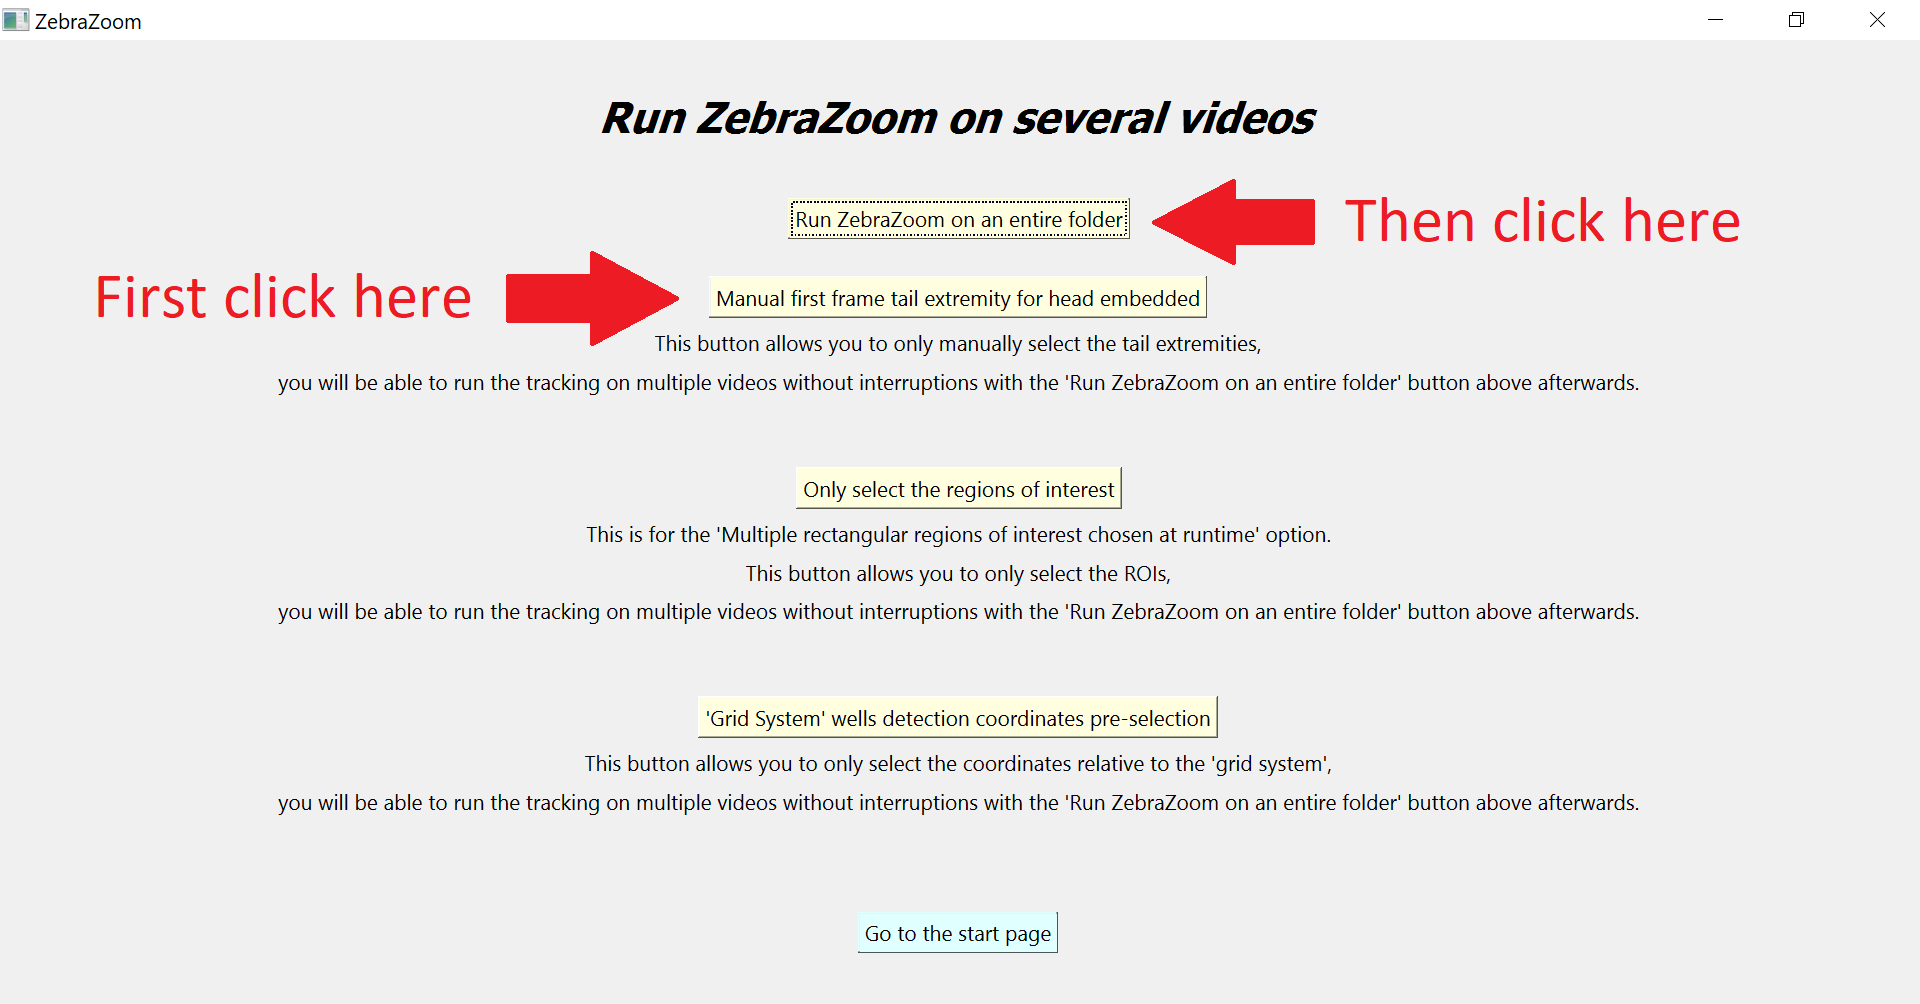 ZebraZoom
Run ZebraZoom on several videos
Run ZebraZoom on an entire folder
Then click here
First click here
Manual first frame tail extremity for head embedded
This button allows you to only manually select the tail extremities,
you will be able to run the tracking on multiple videos without interruptions with the 'Run ZebraZoom on an entire folder' button above afterwards.
Only select the regions of interest
This is for the 'Multiple rectangular regions of interest chosen at runtime' option.
This button allows you to only select the ROIs,
you will be able to run the tracking on multiple videos without interruptions with the 'Run ZebraZoom on an entire folder' button above afterwards.
'Grid System' wells detection coordinates pre-selection
This button allows you to only select the coordinates relative to the 'grid system',
you will be able to run the tracking on multiple videos without interruptions with the 'Run ZebraZoom on an entire folder' button above afterwards.
Go to the start page